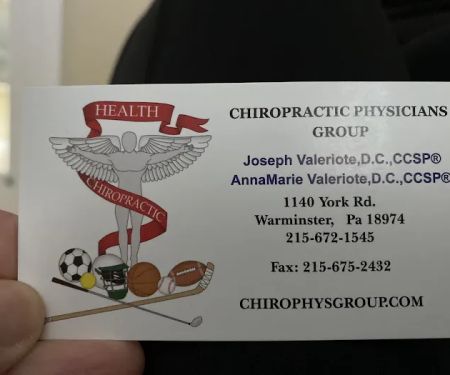 HEALTH
CHIROPRACTIC
CHIROPRACTIC PHYSICIANS
GROUP
Joseph Valeriote,D.C.,CCSP®
AnnaMarie Valeriote,D.C.,CCSP®
1140 York Rd.
Warminster, Pa 18974
215-672-1545
Fax: 215-675-2432
CHIROPHYSGROUP.COM